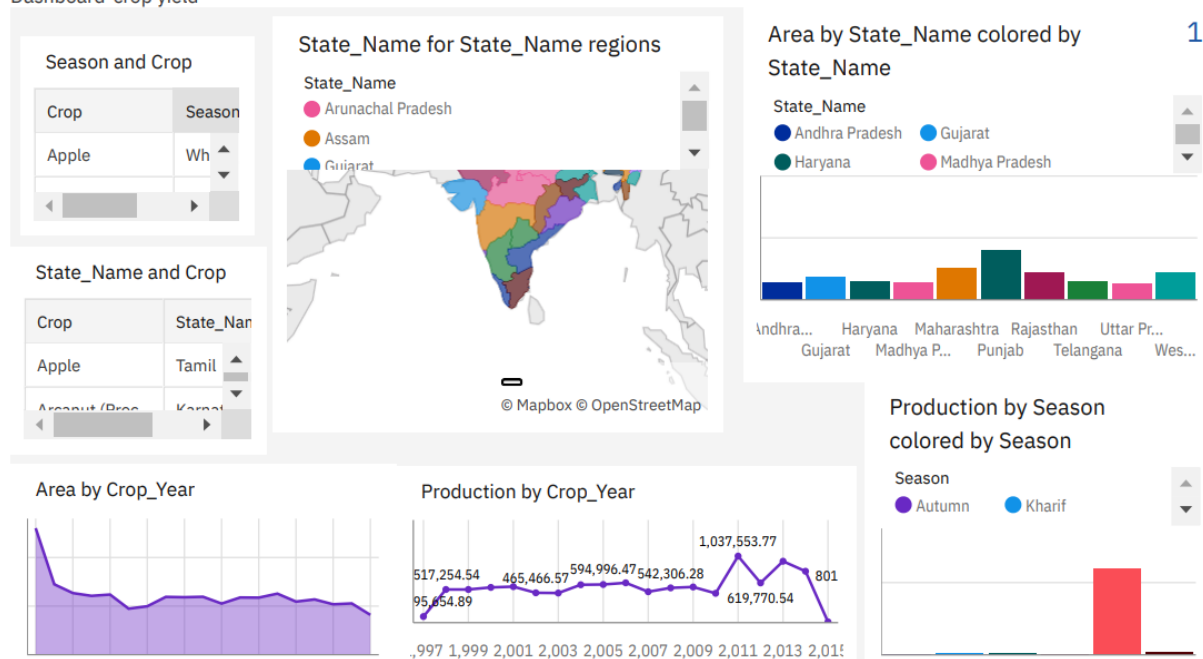 Dashboard-crop yield
Season and Crop
Crop Season
Apple Wh
State_Name and Crop
Crop State_Nan
Apple Tamil
Arcanut (Proc Karnat
State_Name for State_Name regions
State_Name
Arunachal Pradesh
Assam
Gujarat
© Mapbox © OpenStreetMap
Area by State_Name colored by
State_Name
1
State_Name
Andhra Pradesh Gujarat
Haryana Madhya Pradesh
Andhra... Haryana Maharashtra Rajasthan Uttar Pr...
Gujarat Madhya P... Punjab Telangana Wes...
Area by Crop_Year
Production by Crop_Year
1,037,553.77
517,254.54 465,466.57 594,996.47 542,306.28 801
95,654.89 619,770.54
.,997 1,999 2,001 2,003 2,005 2,007 2,009 2,011 2,013 2,015
Production by Season
colored by Season
Season
Autumn Kharif